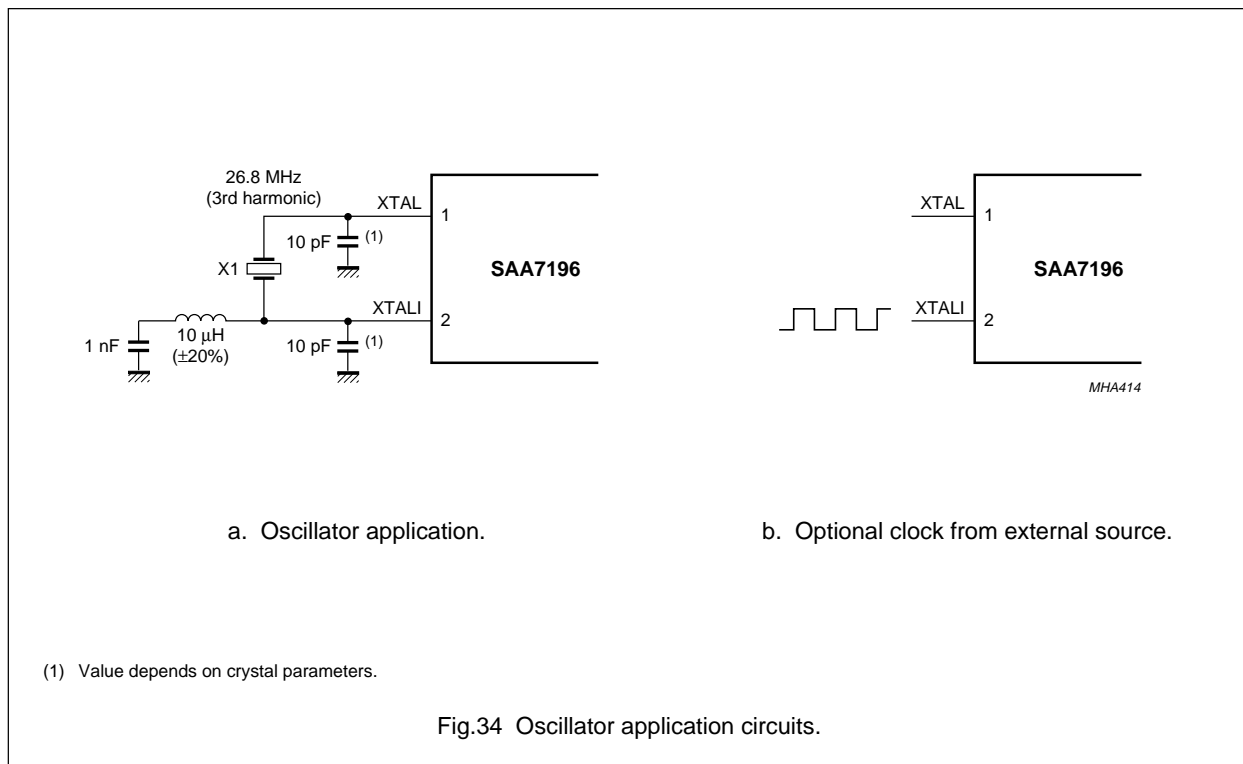 26.8 MHz
(3rd harmonic)
XTAL
1
10 pF
(1)
X1
SAA7196
XTALI
2
10 µH
(±20%)
1 nF
10 pF
(1)
XTAL
1
SAA7196
XTALI
2
MHA414
a. Oscillator application.
b. Optional clock from external source.
(1) Value depends on crystal parameters.
Fig.34 Oscillator application circuits.